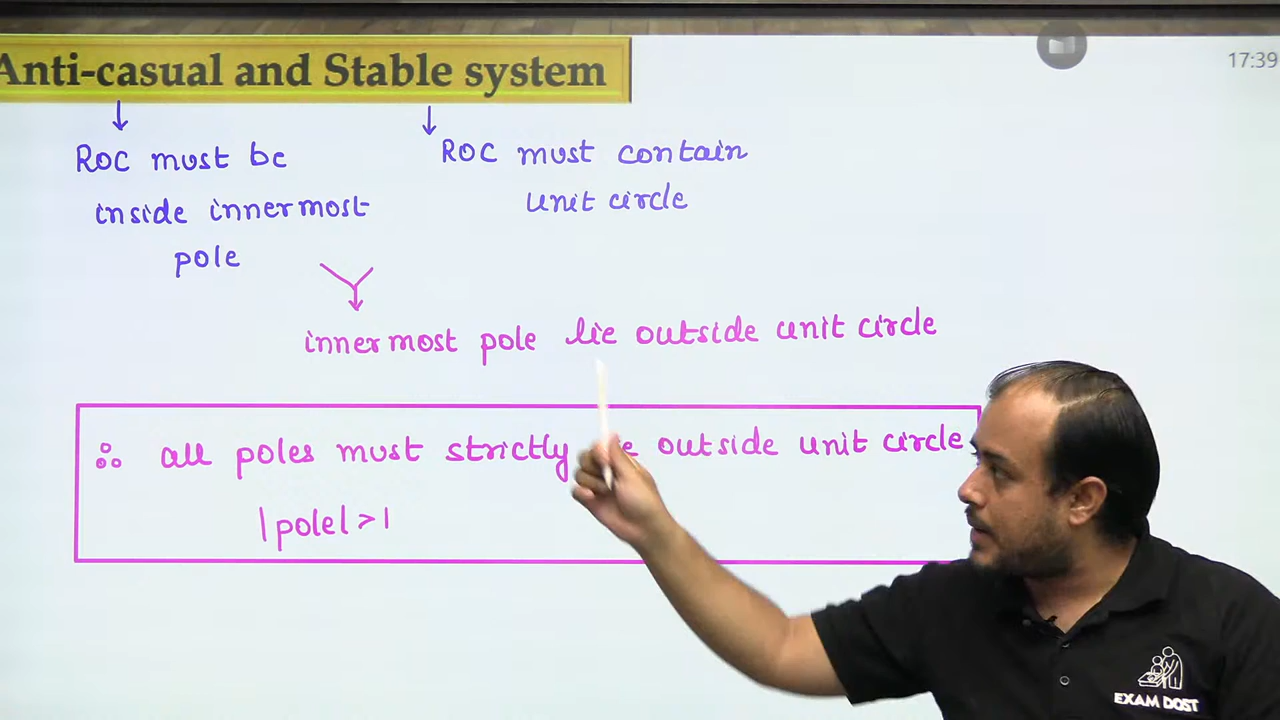 Anti-casual and Stable system
17:39
ROC must be
inside innermost
pole
ROC must contain
unit circle
innermost pole lie outside unit circle
∴ all poles must strictly outside unit circle
|pole| > 1
EXAM DOST